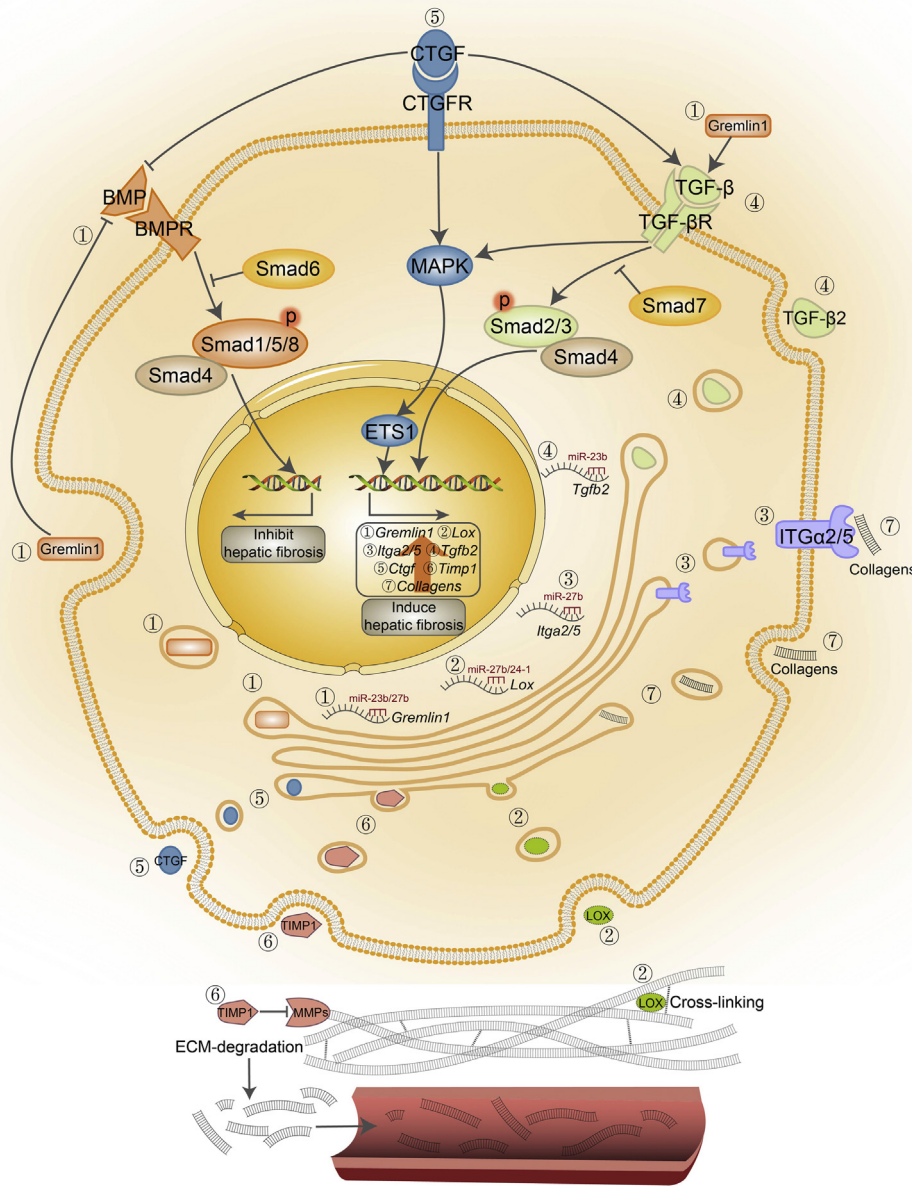 ⑤
CTGF
CTGFR
①
Gremlin1
TGF-β
④
TGF-βR
BMP
BMPR
①
Smad6
MAPK
Smad7
④
TGF-β2
p
Smad1/5/8
Smad4
p
Smad2/3
Smad4
④
ETS1
④
miR-23b
Tgfb2
Inhibit
hepatic fibrosis
①Gremlin1 ②Lox
③Itga2/5 ④Tgfb2
⑤Ctgf ⑥Timp1
⑦Collagens
Induce
hepatic fibrosis
① Gremlin1
③
ITGα2/5
⑦
Collagens
③
③
miR-27b
Itga2/5
①
⑦
Collagens
②
miR-27b/24-1
Lox
①
①
miR-23b/27b
Gremlin1
⑦
⑤
⑥
②
⑤
CTGF
⑥
TIMP1
LOX
②
⑥
TIMP1
MMPs
②
LOX
Cross-linking
ECM-degradation